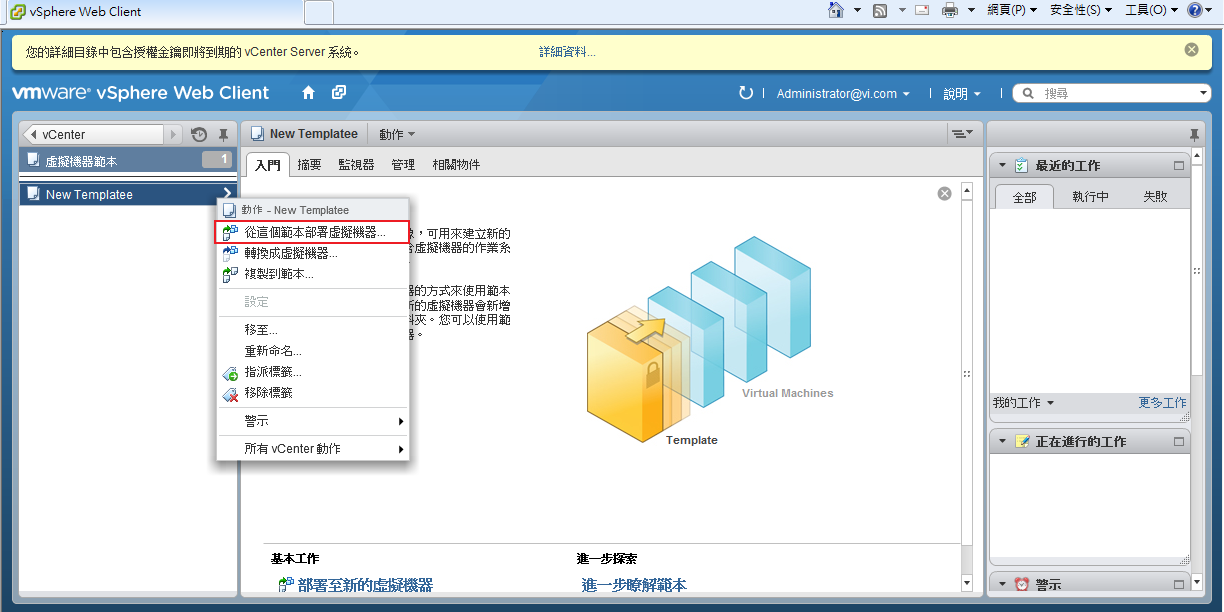 vSphere Web Client
網頁(P)
安全性(S)
工具(O)
您的詳細目錄中包含授權金鑰即將到期的 vCenter Server 系統。
詳細資料...
vmware® vSphere Web Client
Administrator@vi.com
說明
搜尋
vCenter
虛擬機器範本
1
New Templatee
New Templatee
動作
入門
摘要
監視器
管理
相關物件
動作 - New Templatee
從這個範本部署虛擬機器...
轉換成虛擬機器...
複製到範本...
設定
移至...
重新命名...
指派標籤...
移除標籤
警示
所有 vCenter 動作
,可用來建立新的
虛擬機器的作業系
的方式來使用範本
的虛擬機器會新增
夾。您可以使用範
器。
Virtual Machines
Template
基本工作
部署至新的虛擬機器
進一步探索
進一步瞭解範本
最近的工作
全部
執行中
失敗
我的工作
更多工作
正在進行的工作
警示